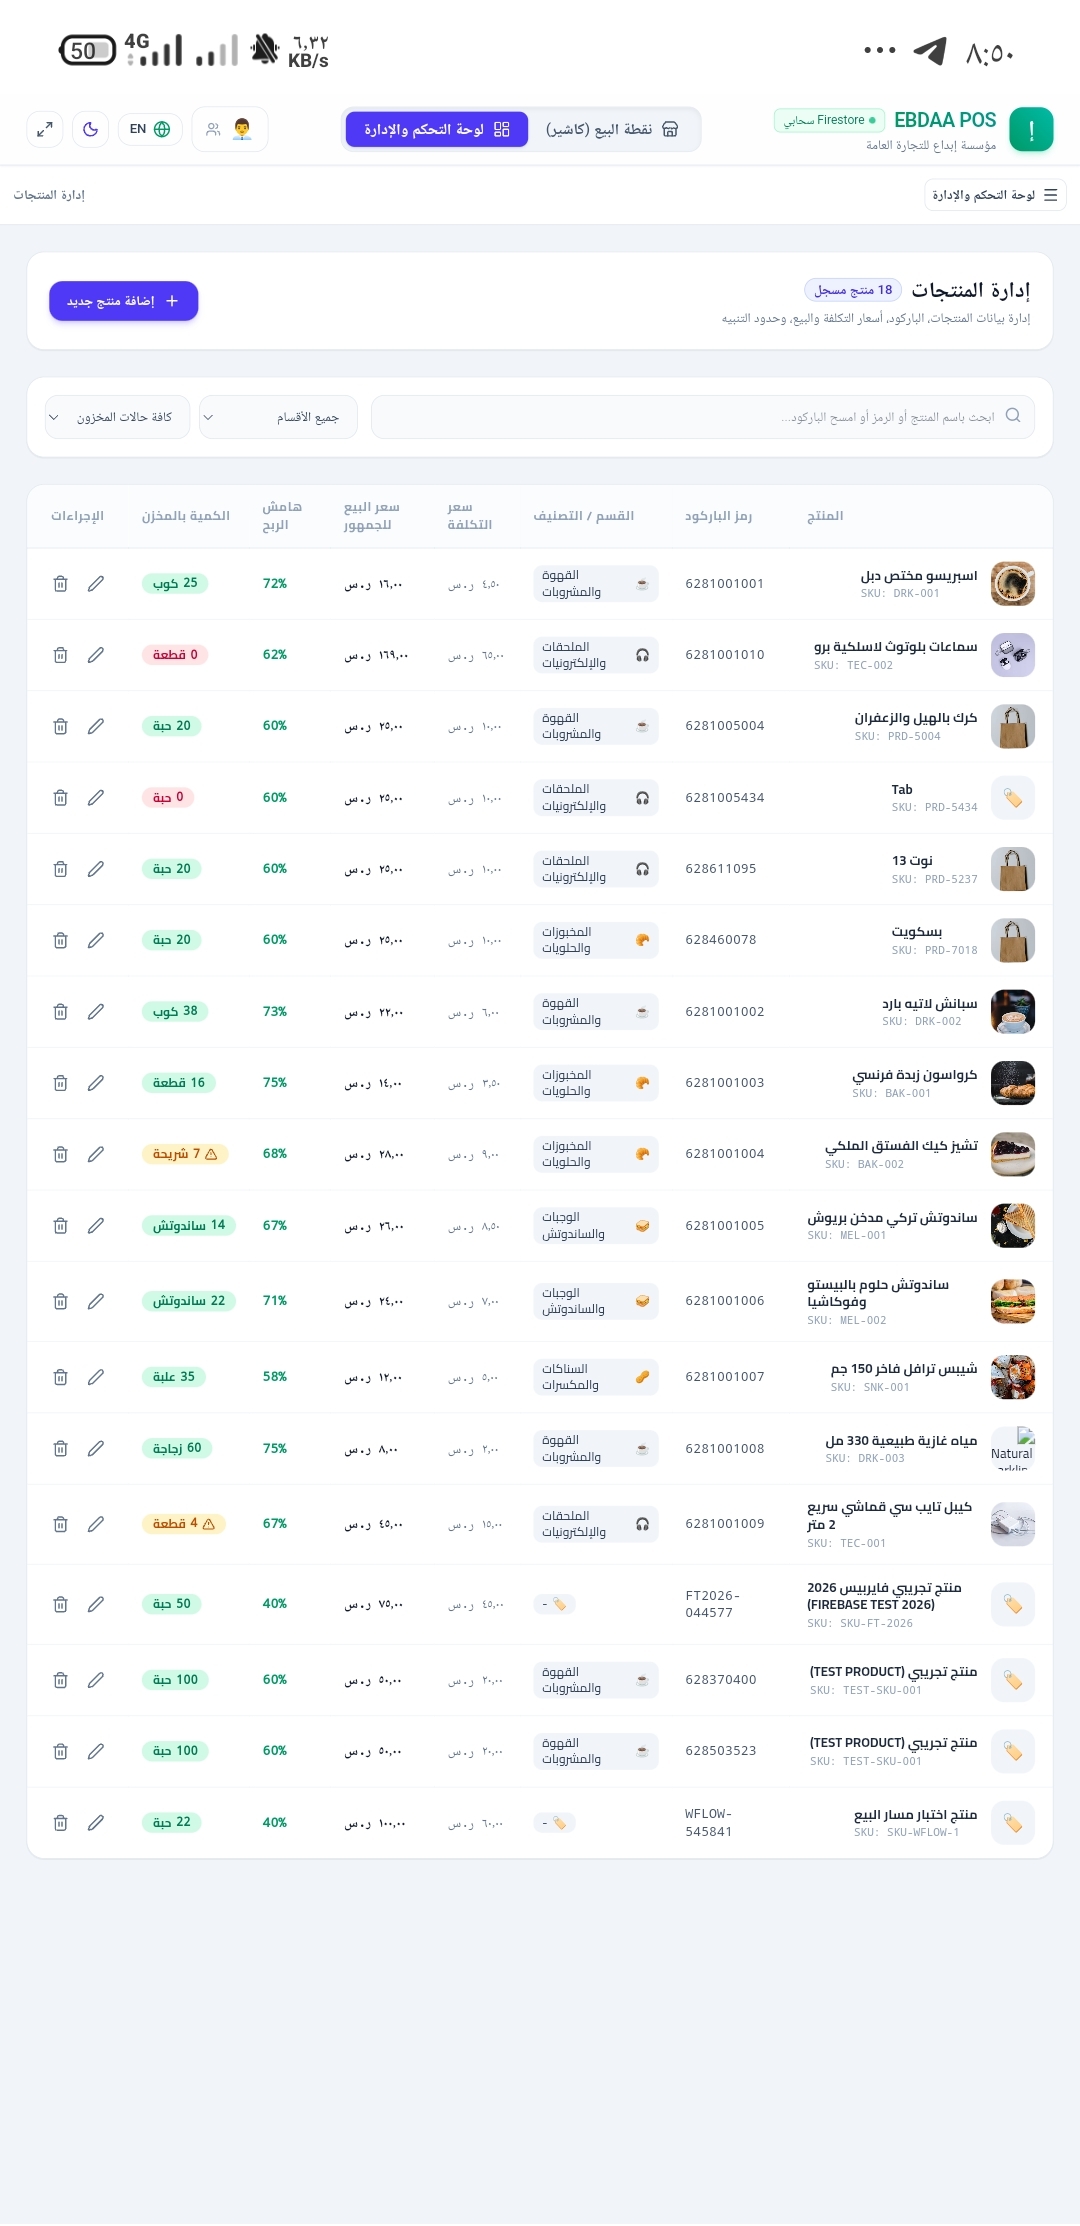 ٨:٥٠
٦,٣٢ KB/s
4G
50
إ
EBDAA POS
Firestore سحابي
مؤسسة إبداع للتجارة العامة
نقطة البيع (كاشير)
لوحة التحكم والإدارة
EN
لوحة التحكم والإدارة
إدارة المنتجات
إدارة المنتجات
18 منتج مسجل
إدارة بيانات المنتجات، الباركود، أسعار التكلفة والبيع، وحدود التنبيه
إضافة منتج جديد
ابحث باسم المنتج أو الرمز أو امسح الباركود...
جميع الأقسام
كافة حالات المخزون
المنتج رمز الباركود القسم / التصنيف سعر التكلفة سعر البيع للجمهور هامش الربح الكمية بالمخزن الإجراءات
اسبريسو مختص دبل
SKU: DRK-001
6281001001
القهوة
والمشروبات
٤,٥٠ ر.س
١٦,٠٠ ر.س
72%
25 كوب
سماعات بلوتوث لاسلكية برو
SKU: TEC-002
6281001010
الملحقات
والإلكترونيات
٦٥,٠٠ ر.س
١٦٩,٠٠ ر.س
62%
0 قطعة
كرك بالهيل والزعفران
SKU: PRD-5004
6281005004
القهوة
والمشروبات
١٠,٠٠ ر.س
٢٥,٠٠ ر.س
60%
20 حبة
Tab
SKU: PRD-5434
6281005434
الملحقات
والإلكترونيات
١٠,٠٠ ر.س
٢٥,٠٠ ر.س
60%
0 حبة
نوت 13
SKU: PRD-5237
628611095
الملحقات
والإلكترونيات
١٠,٠٠ ر.س
٢٥,٠٠ ر.س
60%
20 حبة
بسكويت
SKU: PRD-7018
628460078
المخبوزات
والحلويات
١٠,٠٠ ر.س
٢٥,٠٠ ر.س
60%
20 حبة
سبانش لاتيه بارد
SKU: DRK-002
6281001002
القهوة
والمشروبات
٦,٠٠ ر.س
٢٢,٠٠ ر.س
73%
38 كوب
كرواسون زبدة فرنسي
SKU: BAK-001
6281001003
المخبوزات
والحلويات
٣,٥٠ ر.س
١٤,٠٠ ر.س
75%
16 قطعة
تشيز كيك الفستق الملكي
SKU: BAK-002
6281001004
المخبوزات
والحلويات
٩,٠٠ ر.س
٢٨,٠٠ ر.س
68%
7 شريحة
ساندوتش تركي مدخن بريوش
SKU: MEL-001
6281001005
الوجبات
والساندوتش
٨,٥٠ ر.س
٢٦,٠٠ ر.س
67%
14 ساندوتش
ساندوتش حلوم بالبيستو
وفوكاشيا
SKU: MEL-002
6281001006
الوجبات
والساندوتش
٧,٠٠ ر.س
٢٤,٠٠ ر.س
71%
22 ساندوتش
شيبس ترافل فاخر 150 جم
SKU: SNK-001
6281001007
السناكات
والمكسرات
٥,٠٠ ر.س
١٢,٠٠ ر.س
58%
35 علبة
Natural
مياه غازية طبيعية 330 مل
SKU: DRK-003
6281001008
القهوة
والمشروبات
٢,٠٠ ر.س
٨,٠٠ ر.س
75%
60 زجاجة
كيبل تايب سي قماشي سريع
2 متر
SKU: TEC-001
6281001009
الملحقات
والإلكترونيات
١٥,٠٠ ر.س
٤٥,٠٠ ر.س
67%
4 قطعة
منتج تجريبي فايربيس 2026
(FIREBASE TEST 2026)
SKU: SKU-FT-2026
FT2026-
044577
-
٤٥,٠٠ ر.س
٧٥,٠٠ ر.س
40%
50 حبة
منتج تجريبي (TEST PRODUCT)
SKU: TEST-SKU-001
628370400
القهوة
والمشروبات
٢٠,٠٠ ر.س
٥٠,٠٠ ر.س
60%
100 حبة
منتج تجريبي (TEST PRODUCT)
SKU: TEST-SKU-001
628503523
القهوة
والمشروبات
٢٠,٠٠ ر.س
٥٠,٠٠ ر.س
60%
100 حبة
منتج اختبار مسار البيع
SKU: SKU-WFLOW-1
WFLOW-
545841
-
٦٠,٠٠ ر.س
١٠٠,٠٠ ر.س
40%
22 حبة